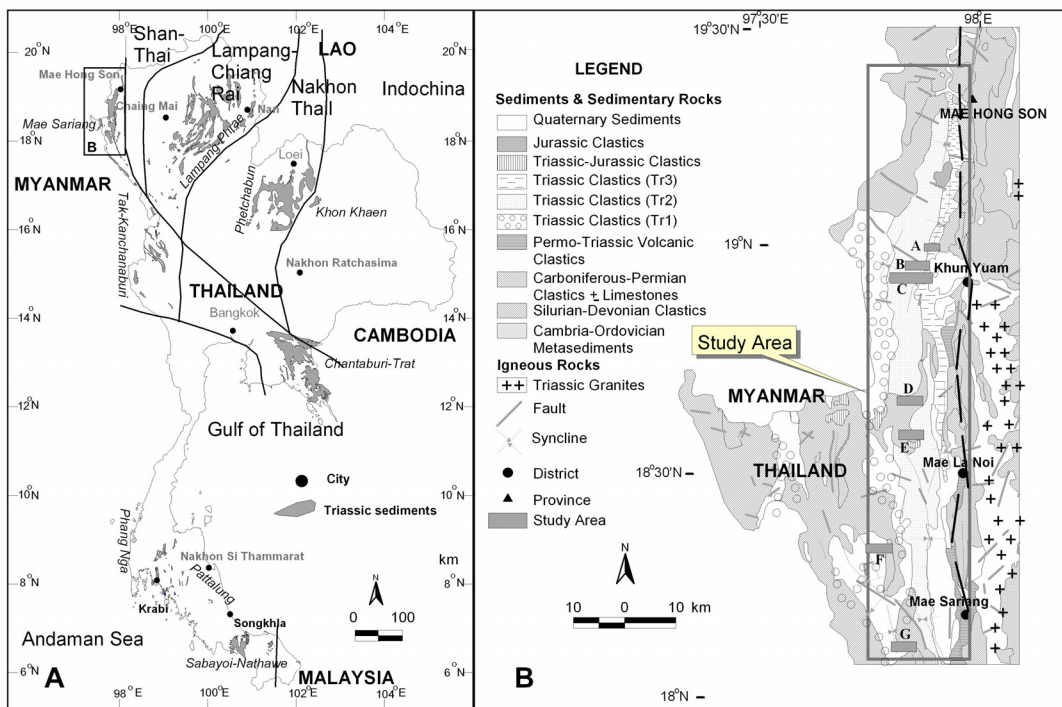 98°E
100°E
102°E
104°E
20°N
18°N
16°N
14°N
12°N
10°N
8°N
6°N
Shan-
Thai
Lampang-
Chiang
Rai
LAO
Nakhon
Thall
Indochina
Mae Hong Son
Chaing Mai
Nan
Mae Sariang
B
Lampang-Phrae
Loei
MYANMAR
Phetchabun
Khon Khaen
Tak-Kanchanaburi
Nakhon Ratchasima
THAILAND
Bangkok
CAMBODIA
Chantaburi-Trat
Gulf of Thailand
City
Triassic sediments
Phang Nga
Nakhon Si Thammarat
Pattalung
km
N
0 100
Krabi
Songkhla
Andaman Sea
Sabayoi-Nathawe
MALAYSIA
A
98°E
100°E
102°E
LEGEND
Sediments & Sedimentary Rocks
Quaternary Sediments
Jurassic Clastics
Triassic-Jurassic Clastics
Triassic Clastics (Tr3)
Triassic Clastics (Tr2)
Triassic Clastics (Tr1)
Permo-Triassic Volcanic
Clastics
Carboniferous-Permian
Clastics ± Limestones
Silurian-Devonian Clastics
Cambria-Ordovician
Metasediments
Igneous Rocks
Triassic Granites
Fault
Syncline
District
Province
Study Area
N
10 0 10 km
B
97°30'E
98°E
19°30'N
19°N
18°30'N
18°N
MAE HONG SON
A
B
Khun Yuam
C
Study Area
MYANMAR
D
E
Mae La Noi
THAILAND
F
Mae Sariang
G